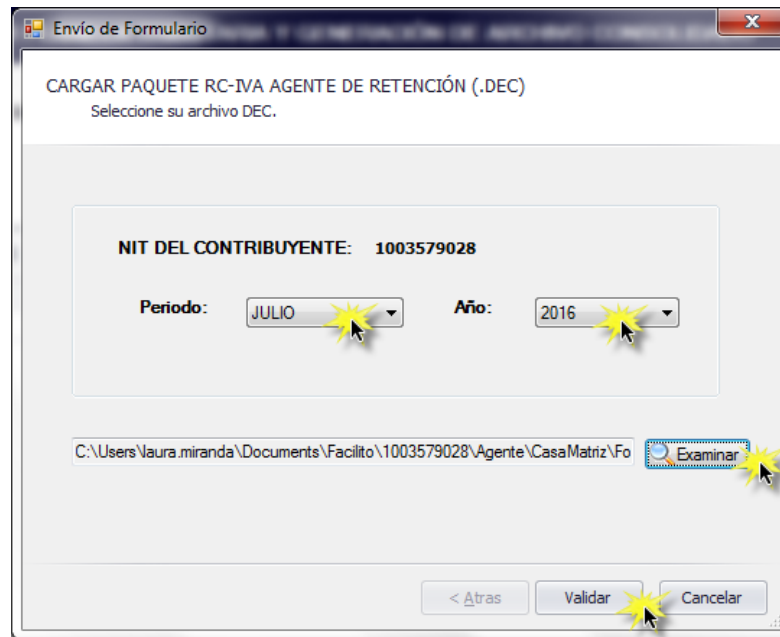 Envío de Formulario
CARGAR PAQUETE RC-IVA AGENTE DE RETENCIÓN (.DEC)
Seleccione su archivo DEC.
NIT DEL CONTRIBUYENTE: 1003579028
Periodo: JULIO Año: 2016
C:\Users\laura.miranda\Documents\Facilito\1003579028\Agente\CasaMatriz\Fo Examinar
< Atras Validar Cancelar